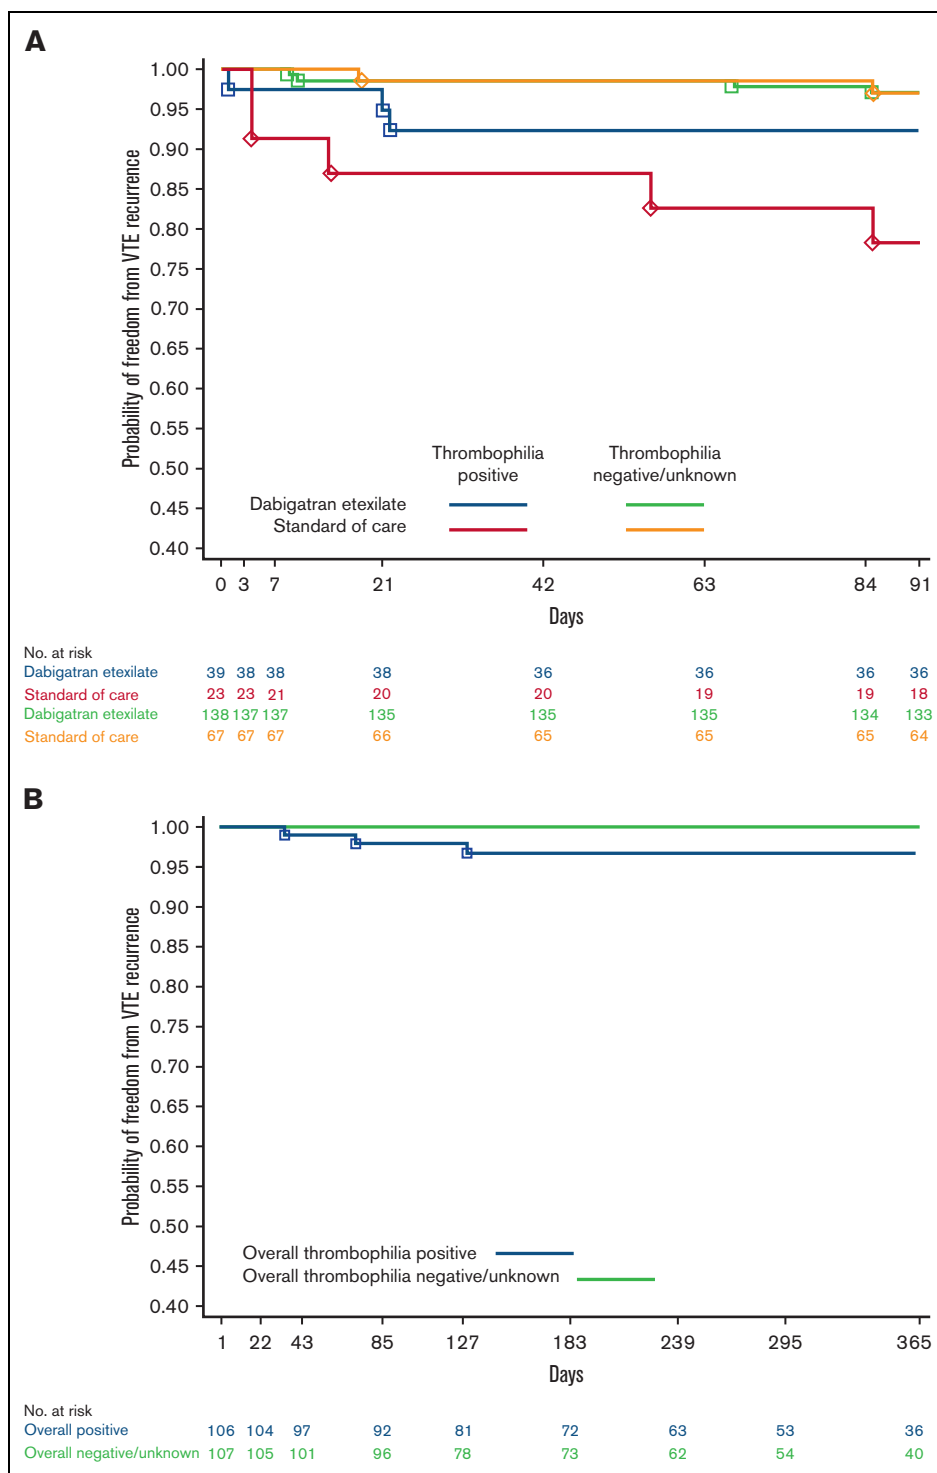 A
Probability of freedom from VTE recurrence
1.00
0.95
0.90
0.85
0.80
0.75
0.70
0.65
0.60
0.55
0.50
0.45
0.40
Thrombophilia positive
Thrombophilia negative/unknown
Dabigatran etexilate
Standard of care
0 3 7 21 42 63 84 91
Days
No. at risk
Dabigatran etexilate 39 38 38 38 36 36 36 36
Standard of care 23 23 21 20 20 19 19 18
Dabigatran etexilate 138 137 137 135 135 135 134 133
Standard of care 67 67 67 66 65 65 65 64
B
Probability of freedom from VTE recurrence
1.00
0.95
0.90
0.85
0.80
0.75
0.70
0.65
0.60
0.55
0.50
0.45
0.40
Overall thrombophilia positive
Overall thrombophilia negative/unknown
1 22 43 85 127 183 239 295 365
Days
No. at risk
Overall positive 106 104 97 92 81 72 63 53 36
Overall negative/unknown 107 105 101 96 78 73 62 54 40